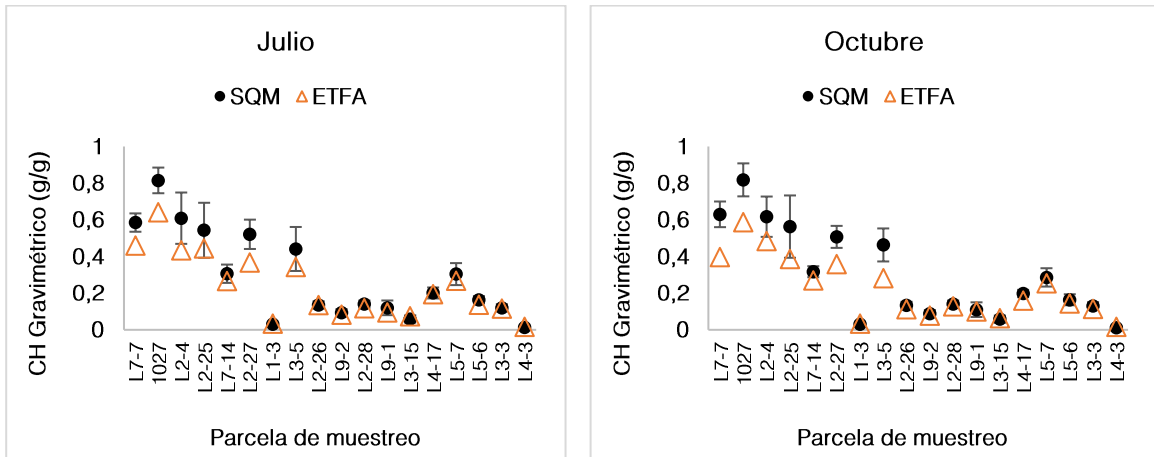 Julio
SQM ETFA
CH Gravimétrico (g/g)
1
0,8
0,6
0,4
0,2
0
L7-7
1027
L2-4
L2-25
L7-14
L2-27
L1-3
L3-5
L2-26
L9-2
L2-28
L9-1
L3-15
L4-17
L5-7
L5-6
L3-3
L4-3
Parcela de muestreo
Octubre
SQM ETFA
CH Gravimétrico (g/g)
1
0,8
0,6
0,4
0,2
0
L7-7
1027
L2-4
L2-25
L7-14
L2-27
L1-3
L3-5
L2-26
L9-2
L2-28
L9-1
L3-15
L4-17
L5-7
L5-6
L3-3
L4-3
Parcela de muestreo